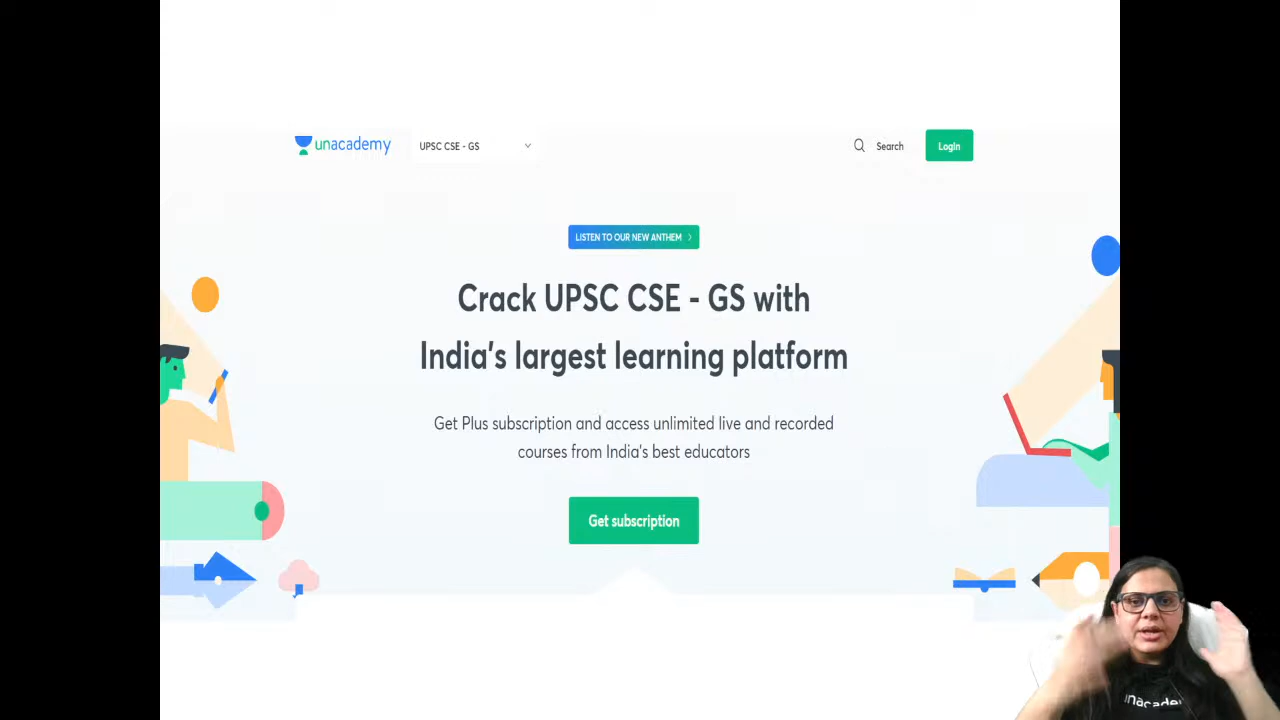 unacademy
UPSC CSE - GS
Search
Login
LISTEN TO OUR NEW ANTHEM
Crack UPSC CSE - GS with
India's largest learning platform
Get Plus subscription and access unlimited live and recorded
courses from India's best educators
Get subscription